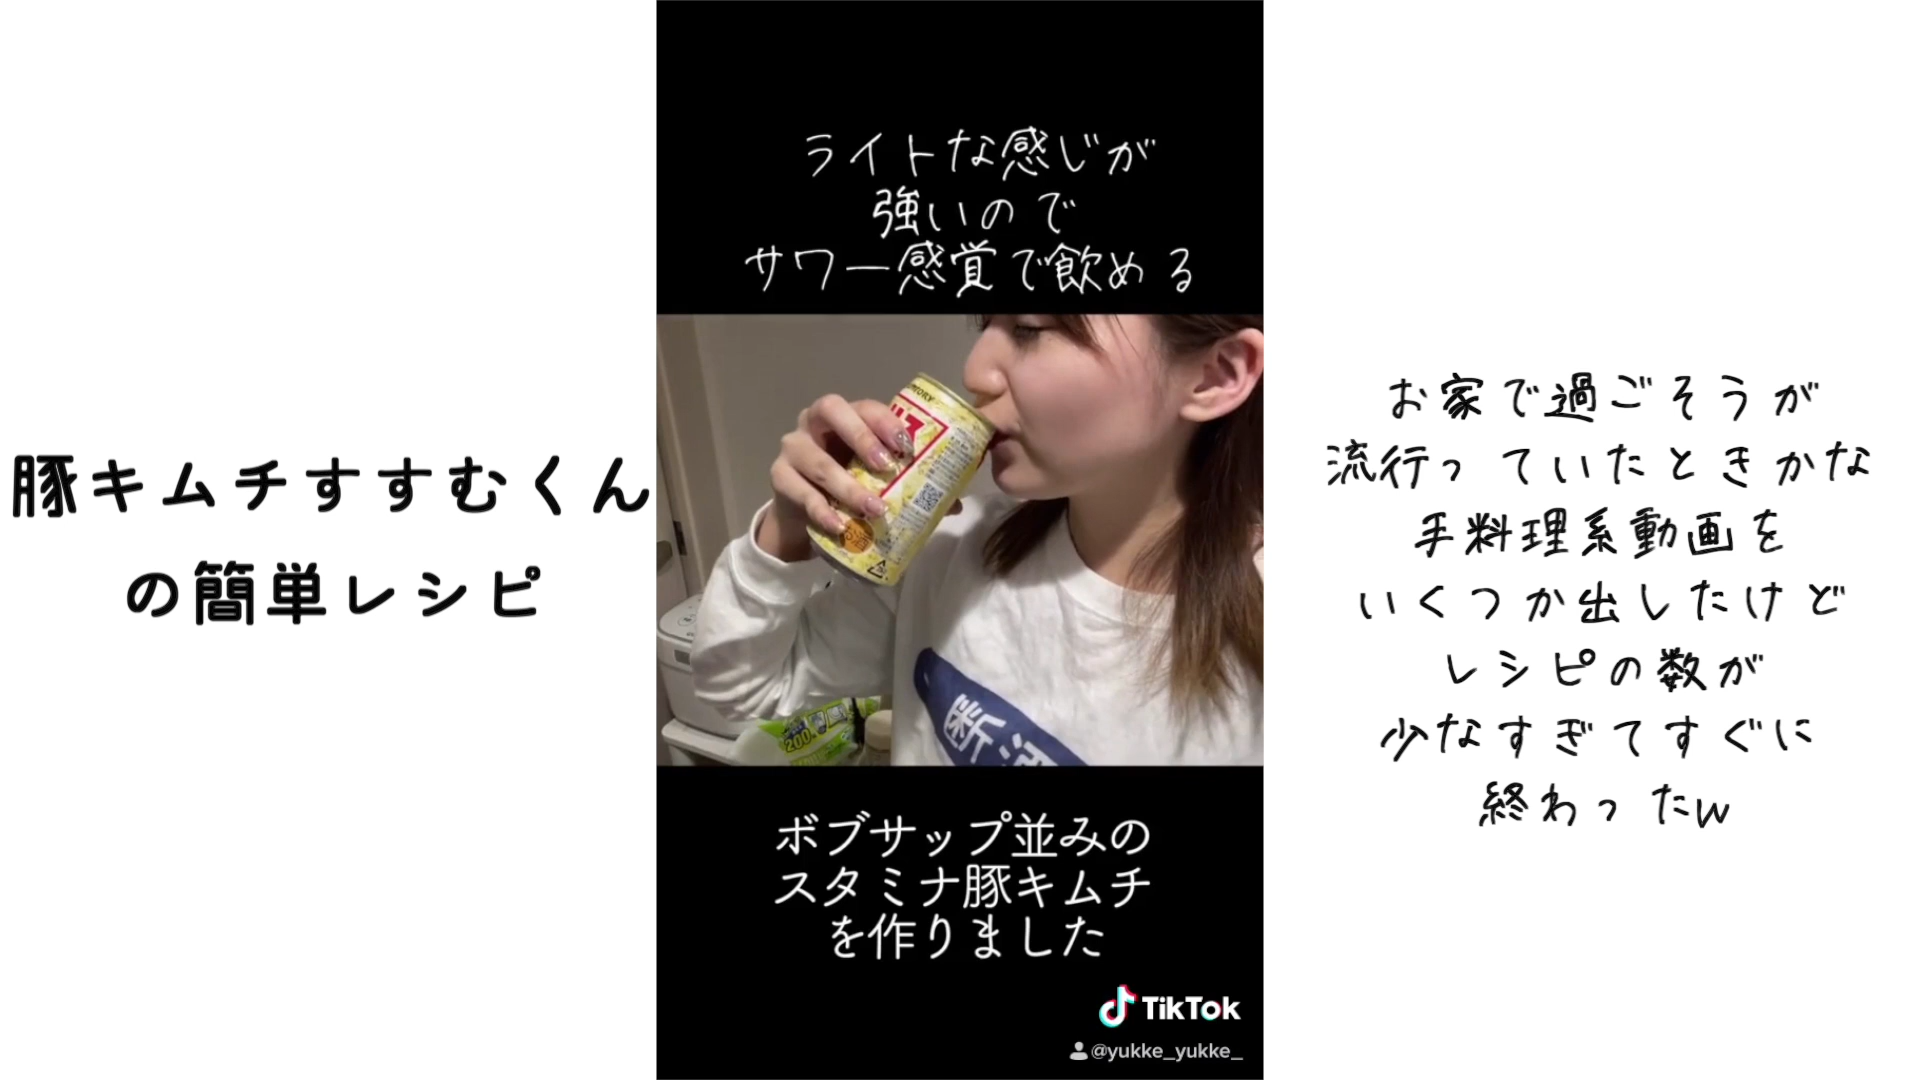 豚キムチすすむくん
の簡単レシピ
ライトな感じが
強いので
サワー感覚で飲める
断酒
200
ボブサップ並みの
スタミナ豚キムチ
を作りました
TikTok
@yukke_yukke_
お家で過ごそうが
流行っていたときかな
手料理系動画を
いくつか出したけど
レシピの数が
少なすぎてすぐに
終わったw